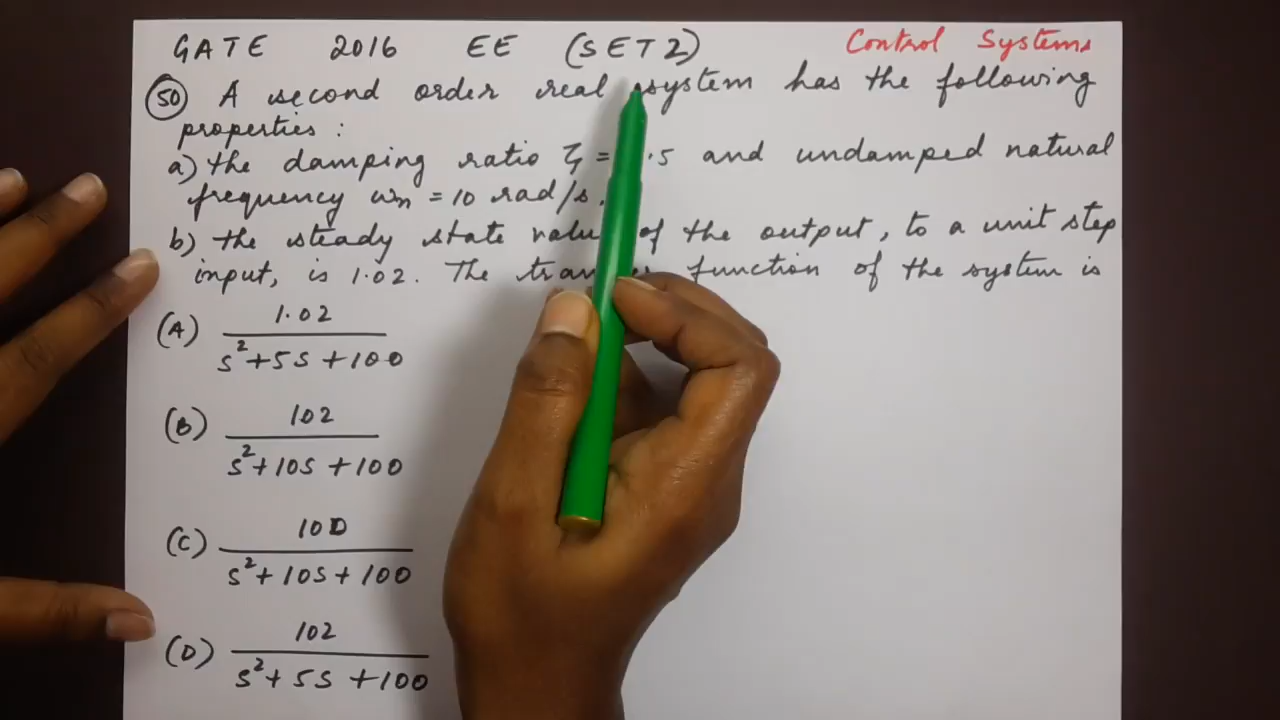 GATE 2016 EE (SET2) Control Systems
50 A second order real system has the following
properties :
a) the damping ratio ζ = .5 and undamped natural
frequency ωn = 10 rad/s.
b) the steady state of the output, to a unit step
input, is 1.02. The function of the system is
(A) 1.02
s²+5s+100
(B) 102
s²+10s+100
(C) 100
s²+10s+100
(D) 102
s²+5s+100